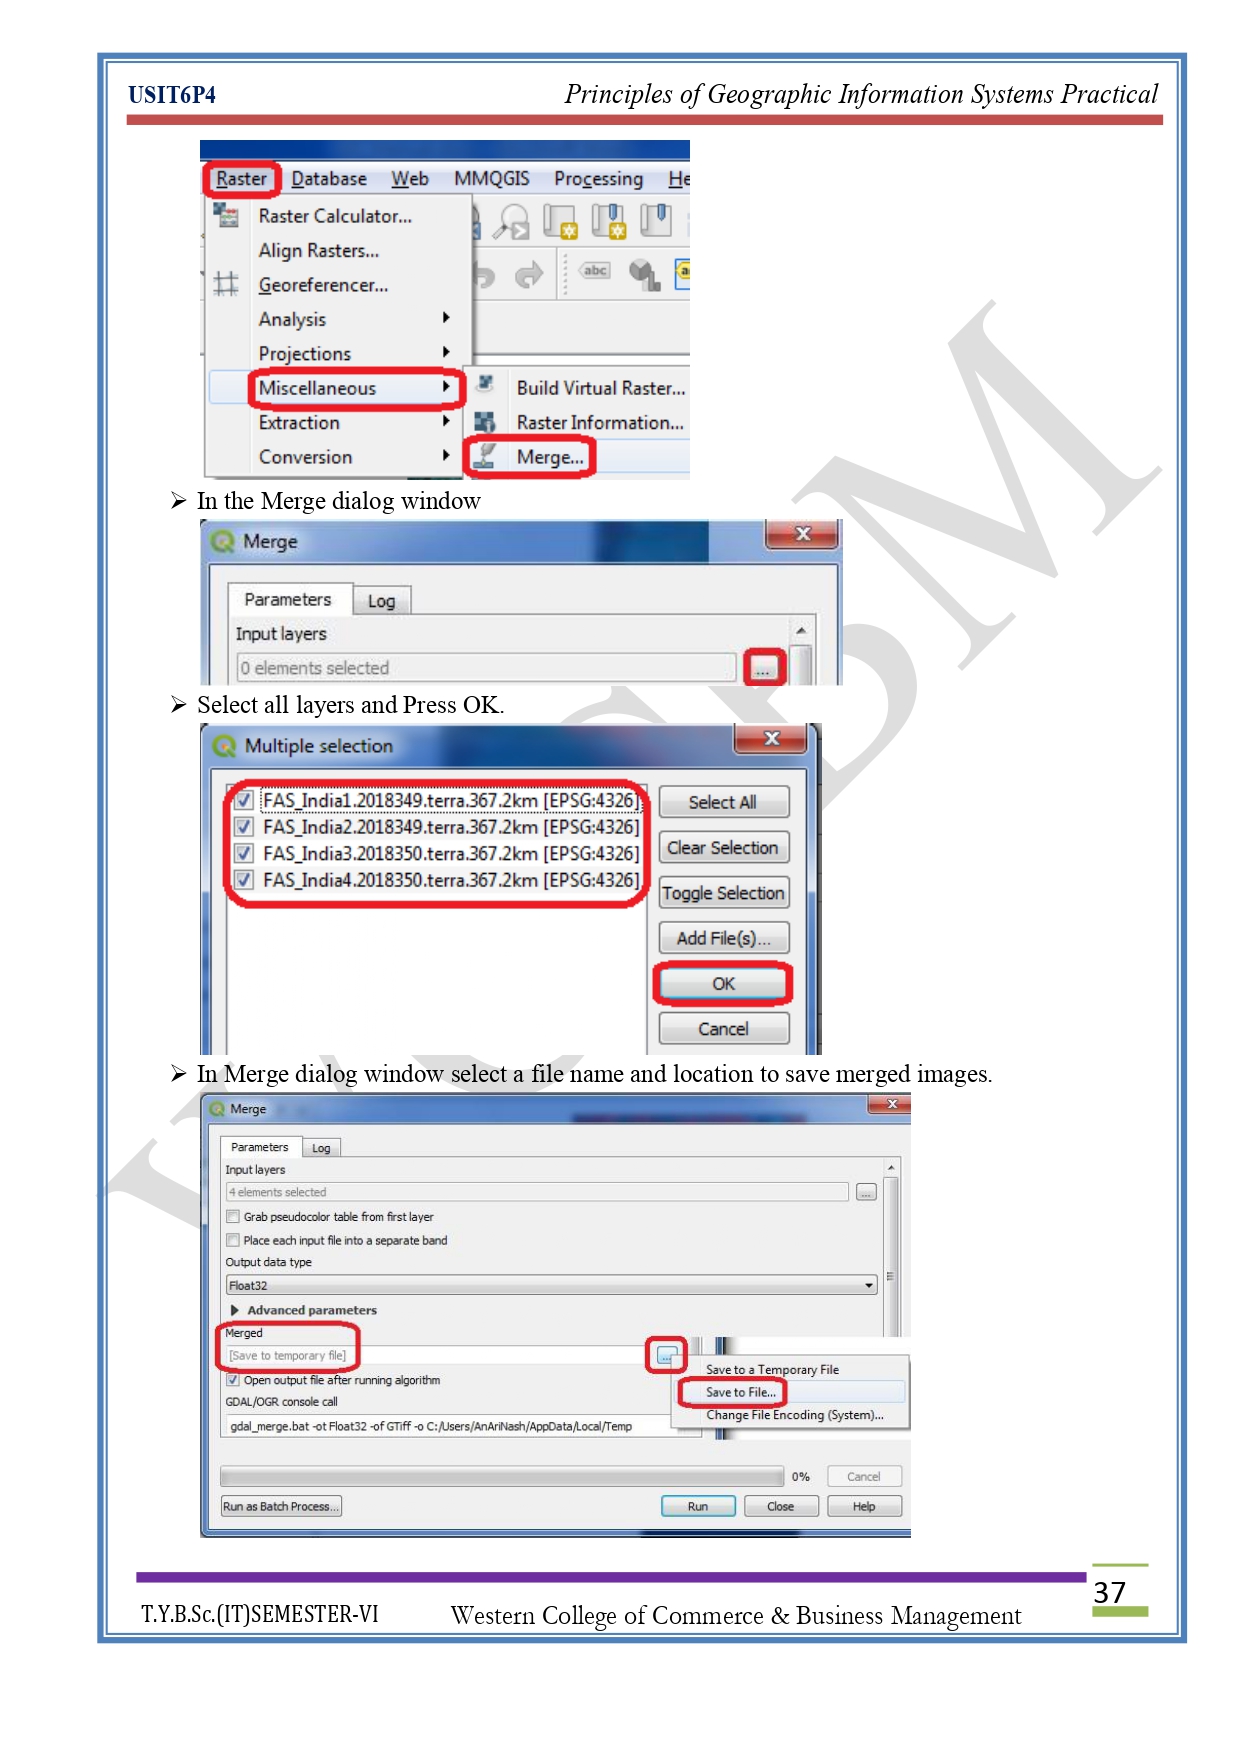 USIT6P4 Principles of Geographic Information Systems Practical
Raster Database Web MMQGIS Processing He
Raster Calculator...
Align Rasters...
Georeferencer...
abc
Analysis
Projections
Miscellaneous
Build Virtual Raster...
Extraction
Raster Information...
Conversion
Merge...
➢ In the Merge dialog window
Merge
Parameters Log
Input layers
0 elements selected ...
➢ Select all layers and Press OK.
Multiple selection
FAS_India1.2018349.terra.367.2km [EPSG:4326]
FAS_India2.2018349.terra.367.2km [EPSG:4326]
FAS_India3.2018350.terra.367.2km [EPSG:4326]
FAS_India4.2018350.terra.367.2km [EPSG:4326]
Select All
Clear Selection
Toggle Selection
Add File(s)...
OK
Cancel
➢ In Merge dialog window select a file name and location to save merged images.
Merge
Parameters Log
Input layers
4 elements selected ...
Grab pseudocolor table from first layer
Place each input file into a separate band
Output data type
Float32
Advanced parameters
Merged
[Save to temporary file] ...
Save to a Temporary File
Open output file after running algorithm
Save to File...
GDAL/OGR console call
Change File Encoding (System)...
gdal_merge.bat -ot Float32 -of GTiff -o C:/Users/AnAriNash/AppData/Local/Temp
0% Cancel
Run as Batch Process... Run Close Help
37
T.Y.B.Sc.(IT)SEMESTER-VI Western College of Commerce & Business Management